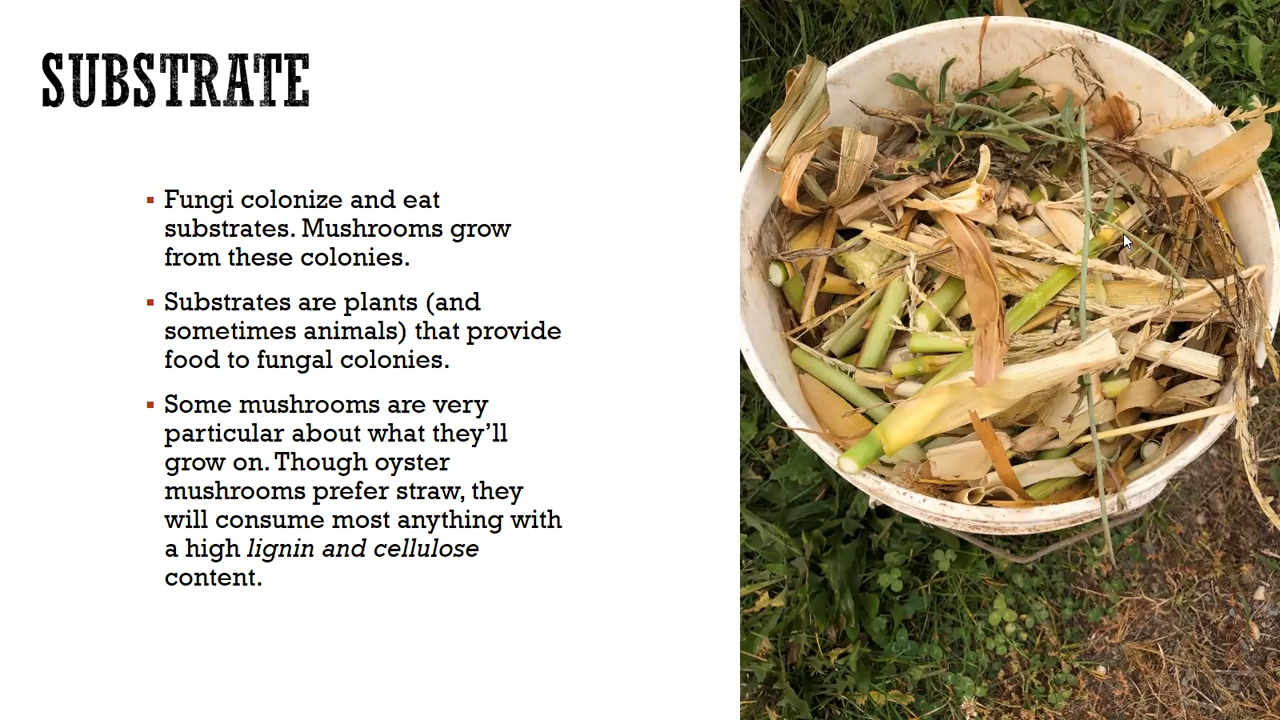 SUBSTRATE
▪ Fungi colonize and eat
substrates. Mushrooms grow
from these colonies.
▪ Substrates are plants (and
sometimes animals) that provide
food to fungal colonies.
▪ Some mushrooms are very
particular about what they’ll
grow on. Though oyster
mushrooms prefer straw, they
will consume most anything with
a high lignin and cellulose
content.